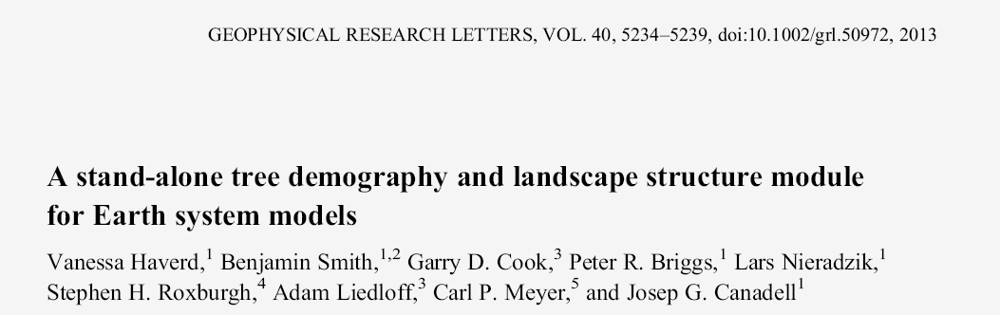 GEOPHYSICAL RESEARCH LETTERS, VOL. 40, 5234–5239, doi:10.1002/grl.50972, 2013
A stand-alone tree demography and landscape structure module
for Earth system models
Vanessa Haverd,¹ Benjamin Smith,¹,² Garry D. Cook,³ Peter R. Briggs,¹ Lars Nieradzik,¹
Stephen H. Roxburgh,⁴ Adam Liedloff,³ Carl P. Meyer,⁵ and Josep G. Canadell¹